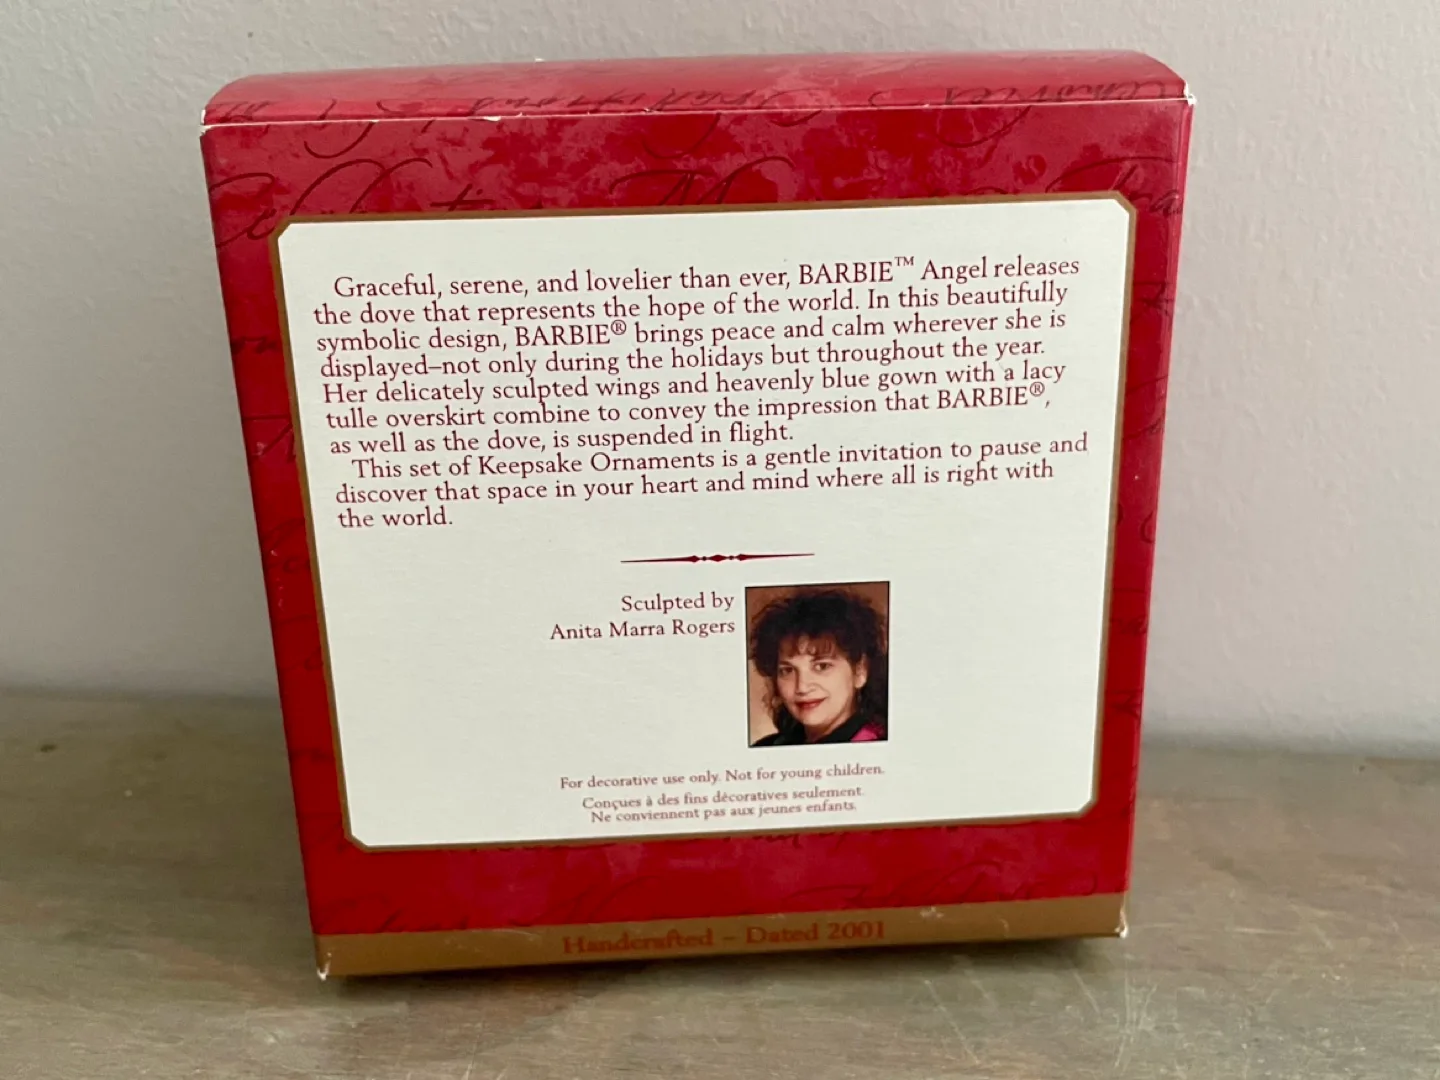 Graceful, serene, and lovelier than ever, BARBIE™ Angel releases
the dove that represents the hope of the world. In this beautifully
symbolic design, BARBIE® brings peace and calm wherever she is
displayed–not only during the holidays but throughout the year.
Her delicately sculpted wings and heavenly blue gown with a lacy
tulle overskirt combine to convey the impression that BARBIE®,
as well as the dove, is suspended in flight.
This set of Keepsake Ornaments is a gentle invitation to pause and
discover that space in your heart and mind where all is right with
the world.
Sculpted by
Anita Marra Rogers
For decorative use only. Not for young children.
Conçues à des fins décoratives seulement.
Ne conviennent pas aux jeunes enfants.
Handcrafted – Dated 2001